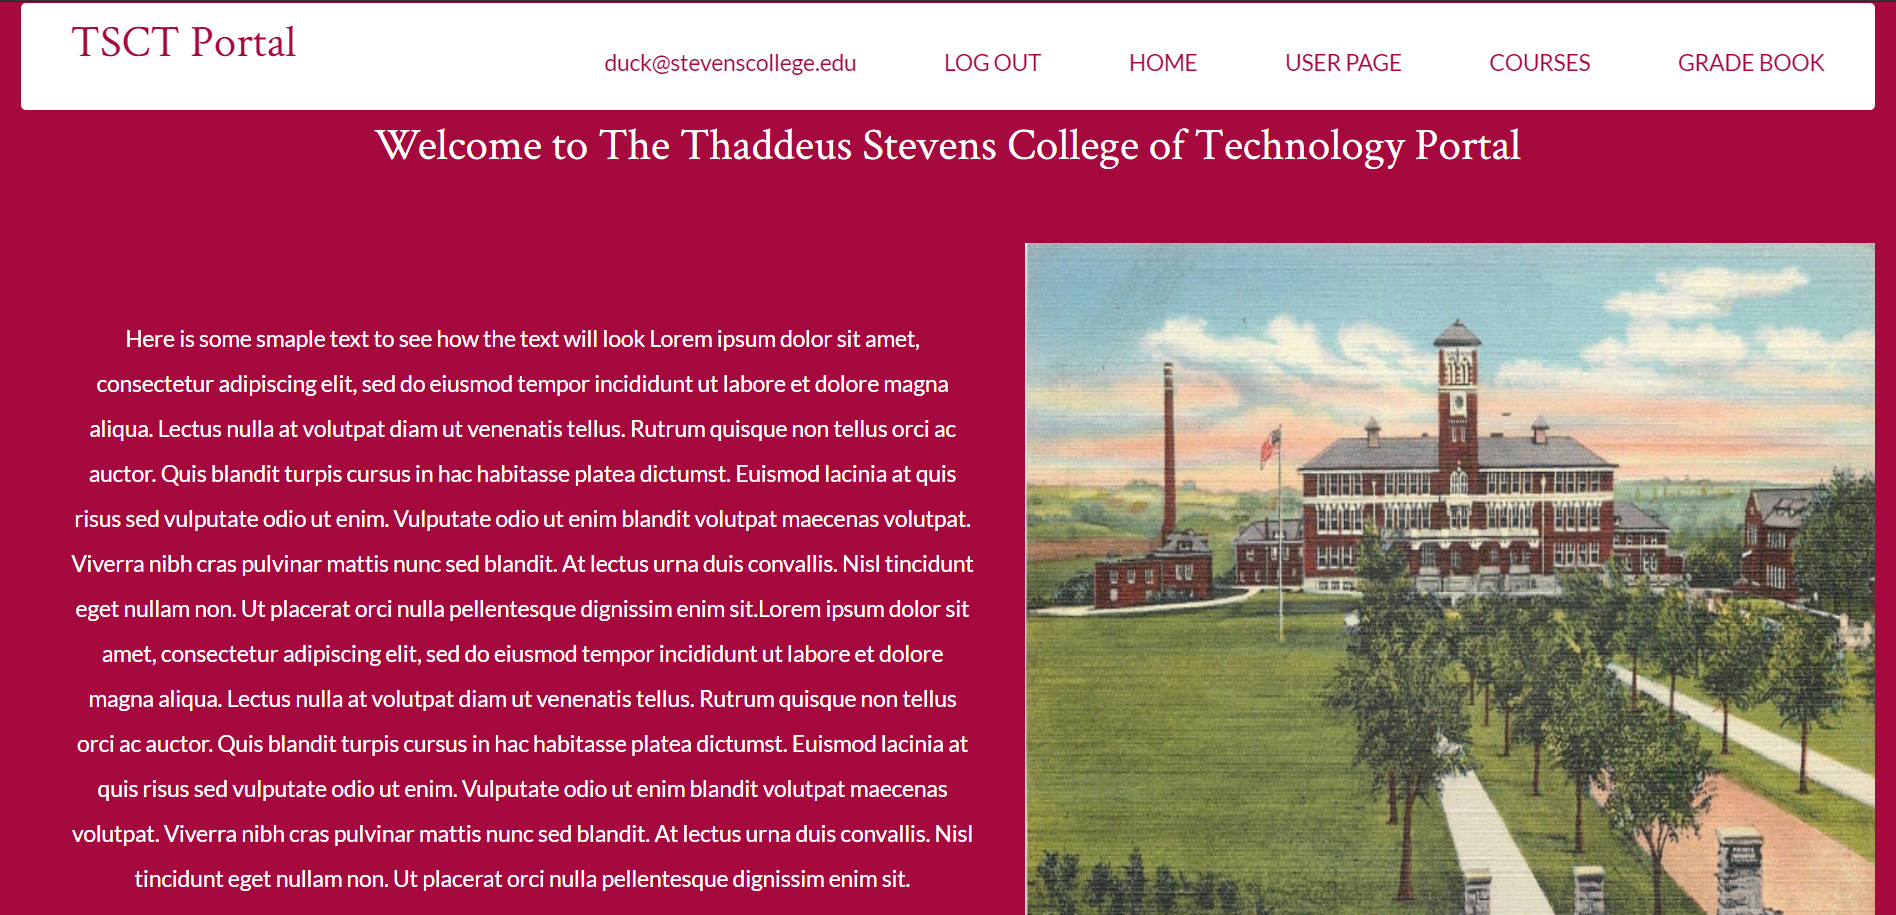 TSCT Portal
duck@stevenscollege.edu LOG OUT HOME USER PAGE COURSES GRADE BOOK
Welcome to The Thaddeus Stevens College of Technology Portal
Here is some smaple text to see how the text will look Lorem ipsum dolor sit amet,
consectetur adipiscing elit, sed do eiusmod tempor incididunt ut labore et dolore magna
aliqua. Lectus nulla at volutpat diam ut venenatis tellus. Rutrum quisque non tellus orci ac
auctor. Quis blandit turpis cursus in hac habitasse platea dictumst. Euismod lacinia at quis
risus sed vulputate odio ut enim. Vulputate odio ut enim blandit volutpat maecenas volutpat.
Viverra nibh cras pulvinar mattis nunc sed blandit. At lectus urna duis convallis. Nisl tincidunt
eget nullam non. Ut placerat orci nulla pellentesque dignissim enim sit.Lorem ipsum dolor sit
amet, consectetur adipiscing elit, sed do eiusmod tempor incididunt ut labore et dolore
magna aliqua. Lectus nulla at volutpat diam ut venenatis tellus. Rutrum quisque non tellus
orci ac auctor. Quis blandit turpis cursus in hac habitasse platea dictumst. Euismod lacinia at
quis risus sed vulputate odio ut enim. Vulputate odio ut enim blandit volutpat maecenas
volutpat. Viverra nibh cras pulvinar mattis nunc sed blandit. At lectus urna duis convallis. Nisl
tincidunt eget nullam non. Ut placerat orci nulla pellentesque dignissim enim sit.